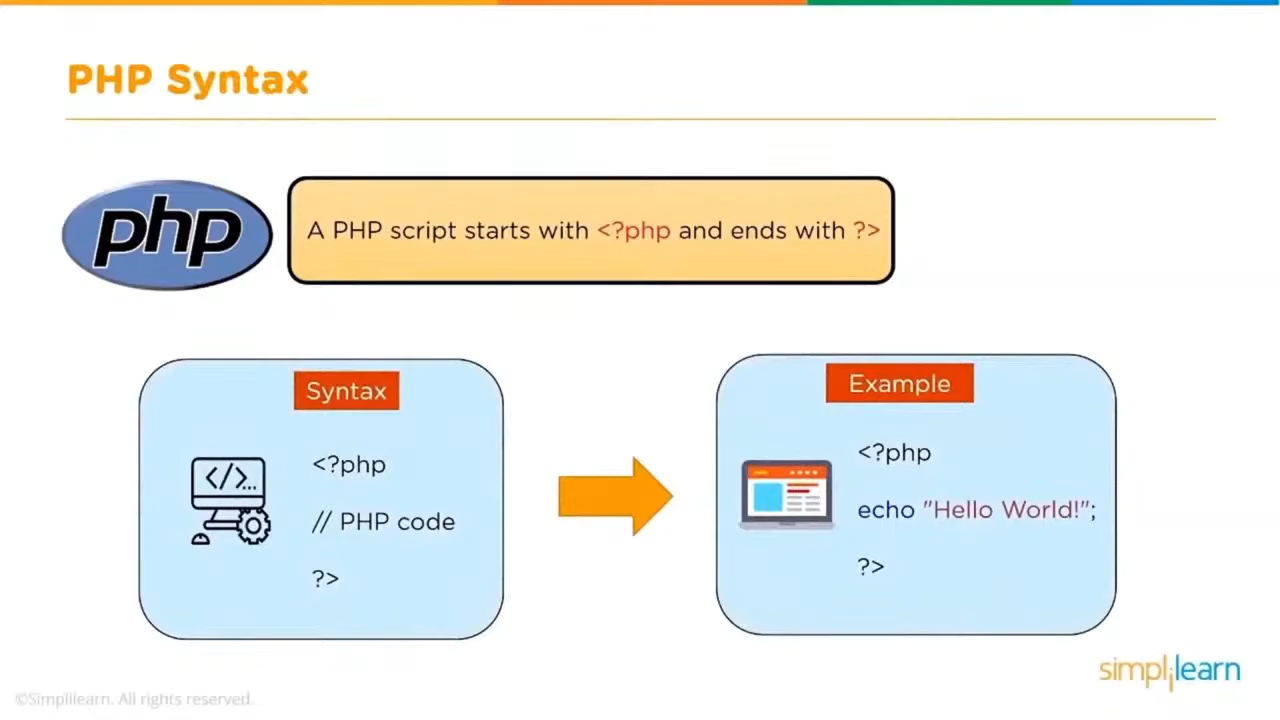 PHP Syntax
php
A PHP script starts with <?php and ends with ?>
Syntax
<?php
// PHP code
?>
</>...
Example
<?php
echo "Hello World!";
?>
simplilearn
©Simplilearn. All rights reserved.